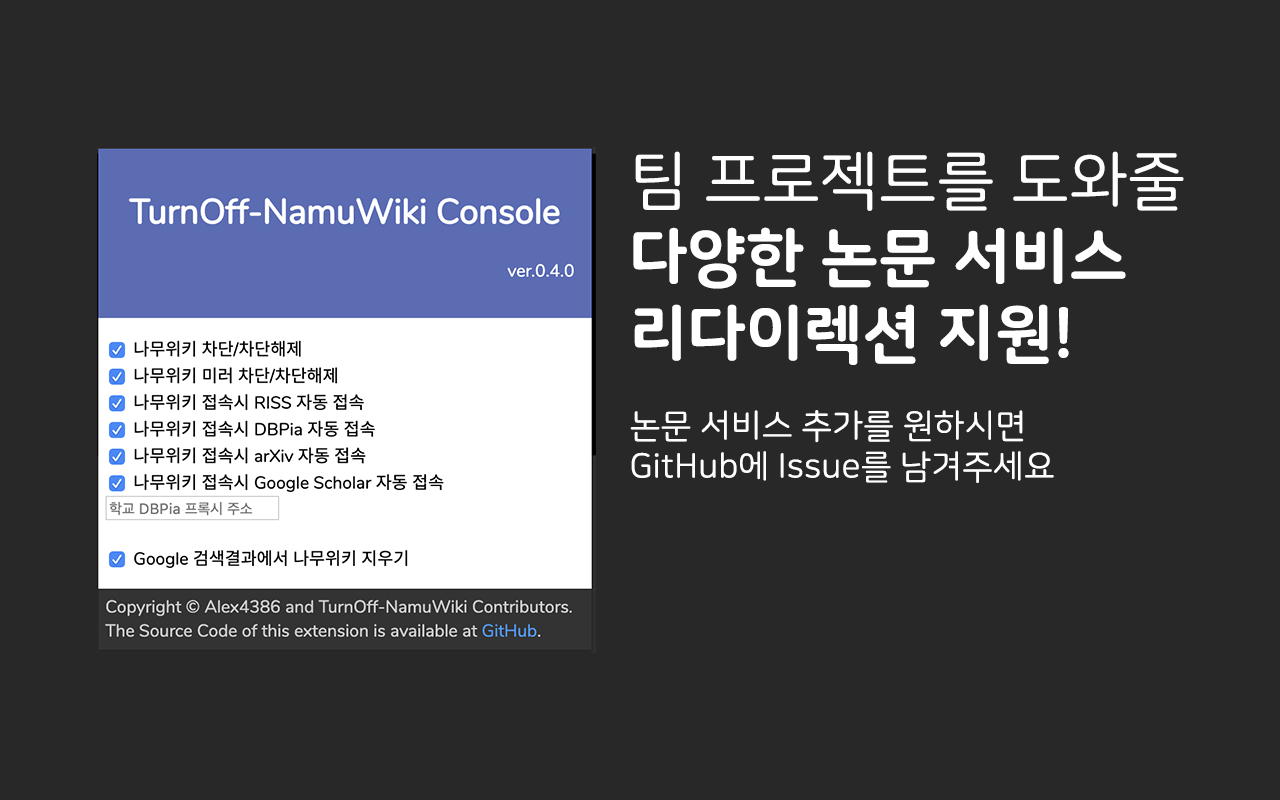 TurnOff-NamuWiki Console
ver.0.4.0
나무위키 차단/차단해제
나무위키 미러 차단/차단해제
나무위키 접속시 RISS 자동 접속
나무위키 접속시 DBPia 자동 접속
나무위키 접속시 arXiv 자동 접속
나무위키 접속시 Google Scholar 자동 접속
학교 DBPia 프록시 주소
Google 검색결과에서 나무위키 지우기
Copyright © Alex4386 and TurnOff-NamuWiki Contributors.
The Source Code of this extension is available at GitHub.
팀 프로젝트를 도와줄
다양한 논문 서비스
리다이렉션 지원!
논문 서비스 추가를 원하시면
GitHub에 Issue를 남겨주세요